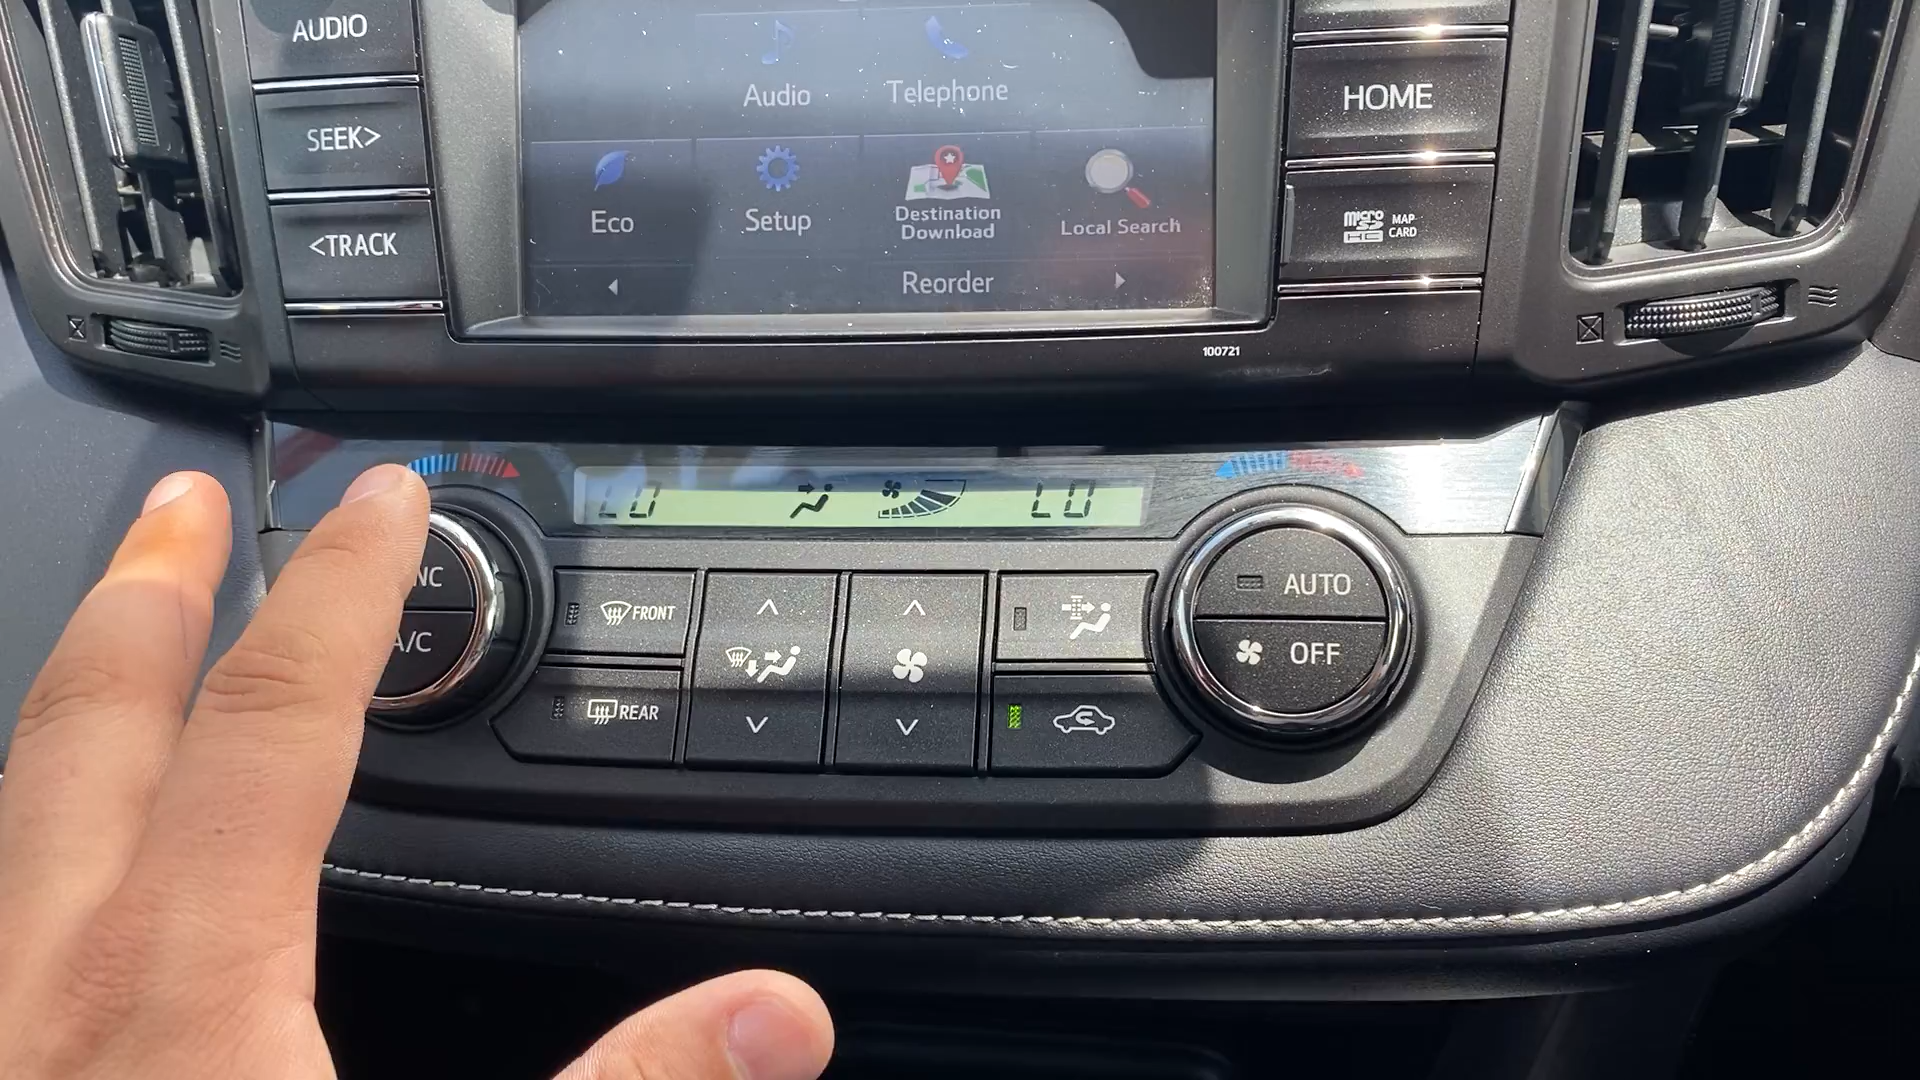 AUDIO
SEEK>
<TRACK
Audio
Telephone
Eco
Setup
Destination
Download
Local Search
Reorder
HOME
micro
SD
HC
MAP
CARD
100721
LO
LO
A/C
FRONT
REAR
AUTO
OFF